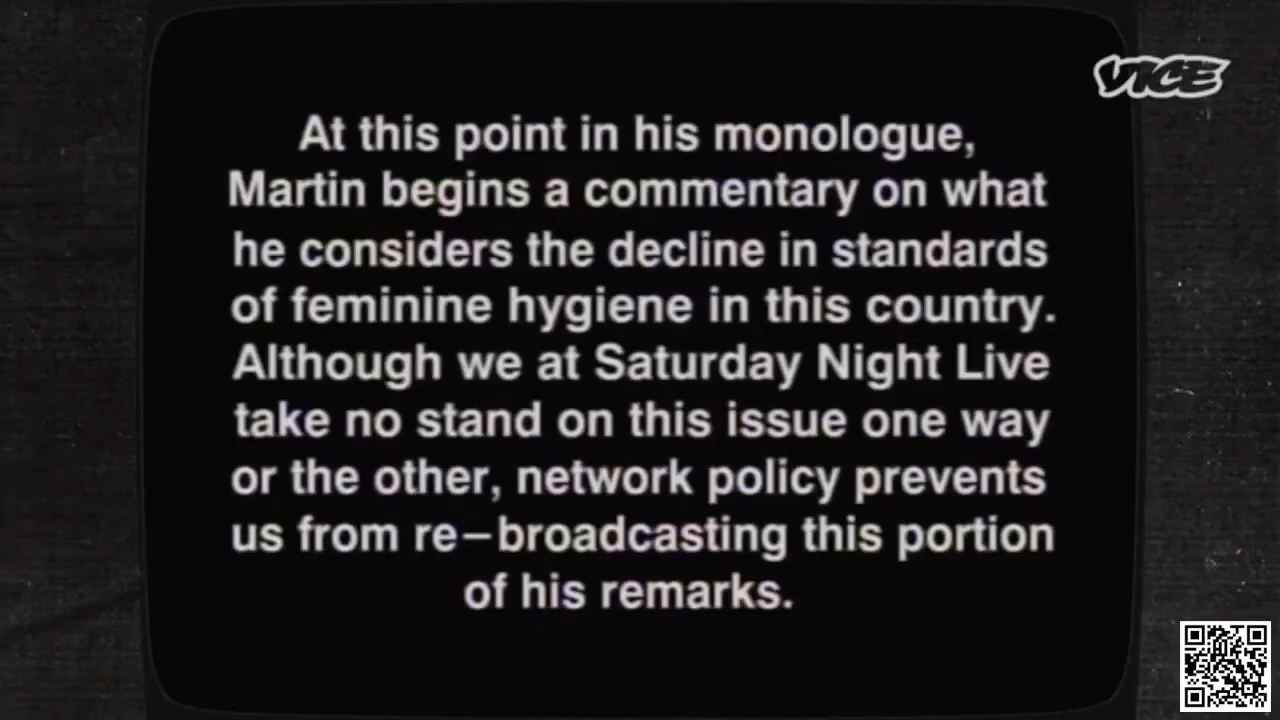 VICE
At this point in his monologue,
Martin begins a commentary on what
he considers the decline in standards
of feminine hygiene in this country.
Although we at Saturday Night Live
take no stand on this issue one way
or the other, network policy prevents
us from re–broadcasting this portion
of his remarks.